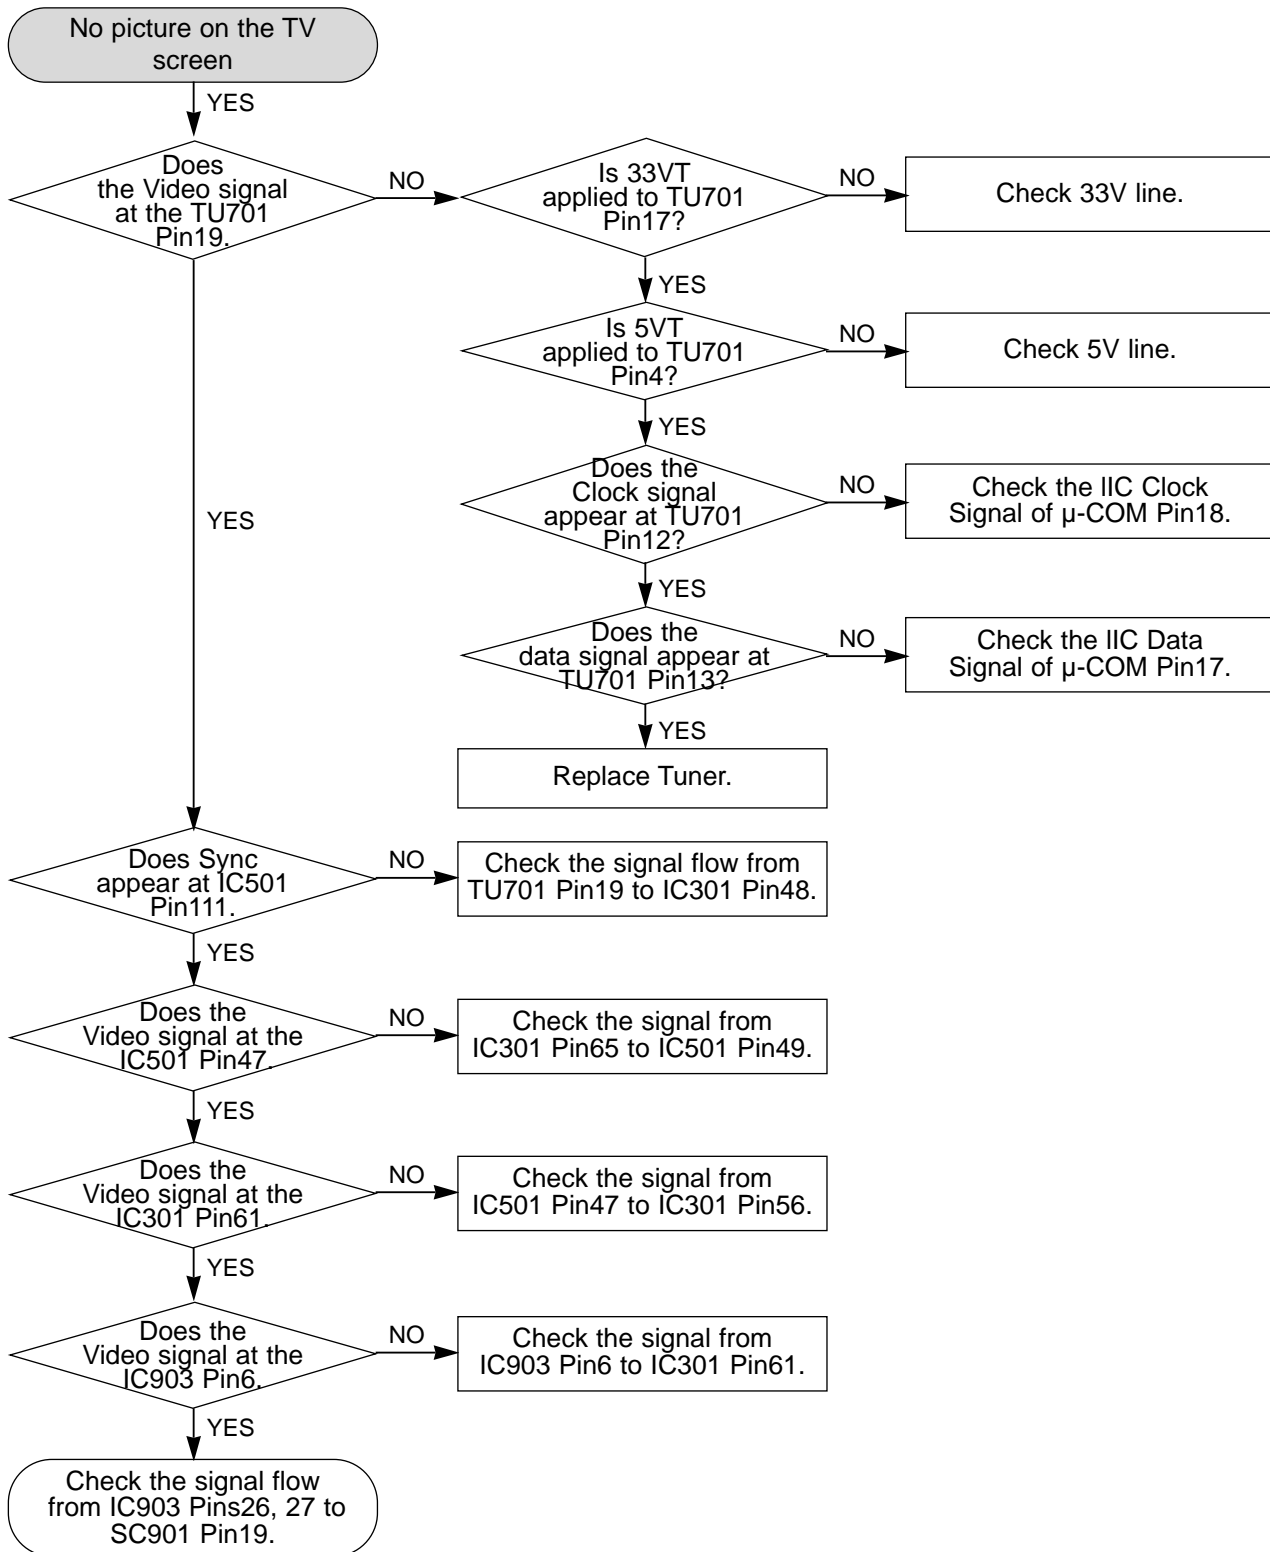 No picture on the TV
screen
YES
Does
the Video signal
at the TU701
Pin19.
NO
Is 33VT
applied to TU701
Pin17?
NO
Check 33V line.
YES
Is 5VT
applied to TU701
Pin4?
NO
Check 5V line.
YES
Does the
Clock signal
appear at TU701
Pin12?
NO
Check the IIC Clock
Signal of µ-COM Pin18.
YES
YES
Does the
data signal appear at
TU701 Pin13?
NO
Check the IIC Data
Signal of µ-COM Pin17.
YES
Replace Tuner.
Does Sync
appear at IC501
Pin111.
NO
Check the signal flow from
TU701 Pin19 to IC301 Pin48.
YES
Does the
Video signal at the
IC501 Pin47.
NO
Check the signal from
IC301 Pin65 to IC501 Pin49.
YES
Does the
Video signal at the
IC301 Pin61.
NO
Check the signal from
IC501 Pin47 to IC301 Pin56.
YES
Does the
Video signal at the
IC903 Pin6.
NO
Check the signal from
IC903 Pin6 to IC301 Pin61.
YES
Check the signal flow
from IC903 Pins26, 27 to
SC901 Pin19.